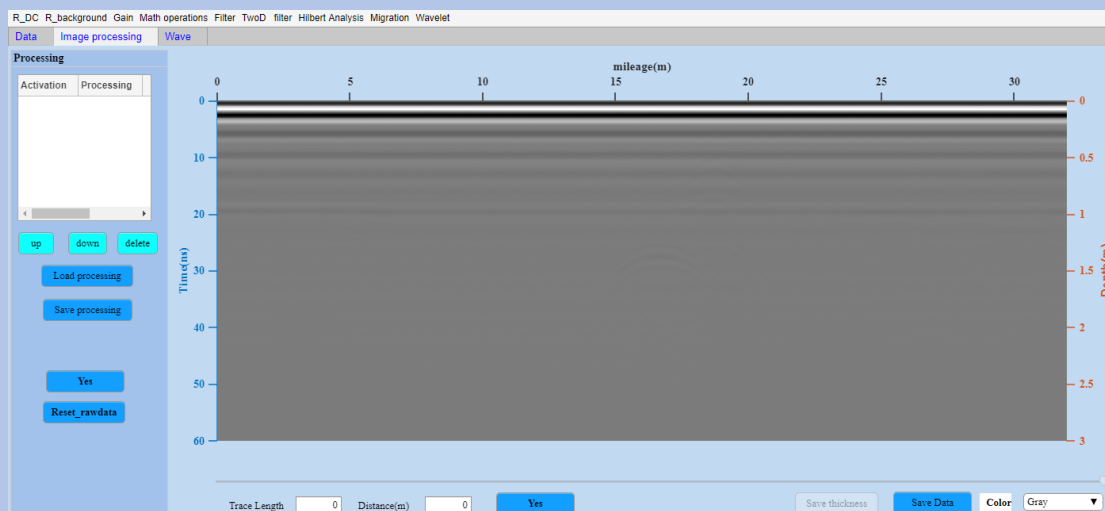 R_DC R_background Gain Math operations Filter TwoD filter Hilbert Analysis Migration Wavelet
Data Image processing Wave
Processing
Activation Processing
up down delete
Load processing
Save processing
Yes
Reset_rawdata
mileage(m)
0 5 10 15 20 25 30
0
10
20
30
40
50
60
Time(ns)
0
0.5
1
1.5
2
2.5
3
Depth(m)
Trace Length 0 Distance(m) 0 Yes Save thickness Save Data Color Gray